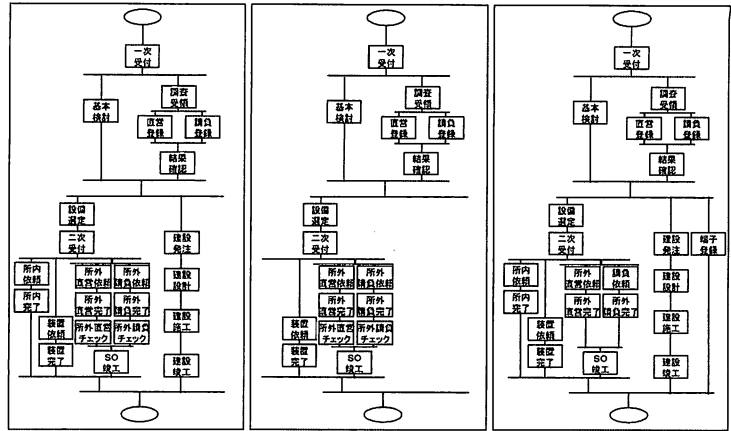 一次
受付
基本
検討
調査
受領
直営
登録
請負
登録
結果
確認
設備
選定
二次
受付
建設
発注
所内
依頼
所内
完了
装置
依頼
装置
完了
所外
直営依頼
所外
請負依頼
所外
直営完了
所外
請負完了
所外直営
チェック
所外請負
チェック
SO
竣工
建設
設計
建設
施工
建設
竣工
一次
受付
基本
検討
調査
受領
直営
登録
請負
登録
結果
確認
設備
選定
二次
受付
装置
依頼
装置
完了
所外
直営依頼
所外
請負依頼
所外
直営完了
所外
請負完了
所外直営
チェック
所外請負
チェック
SO
竣工
一次
受付
基本
検討
調査
受領
直営
登録
請負
登録
結果
確認
設備
選定
二次
受付
建設
発注
端子
登録
所内
依頼
所内
完了
装置
依頼
装置
完了
所外
直営依頼
請負
請負依頼
所外
直営完了
所外
請負完了
SO
竣工
建設
設計
建設
施工
建設
竣工